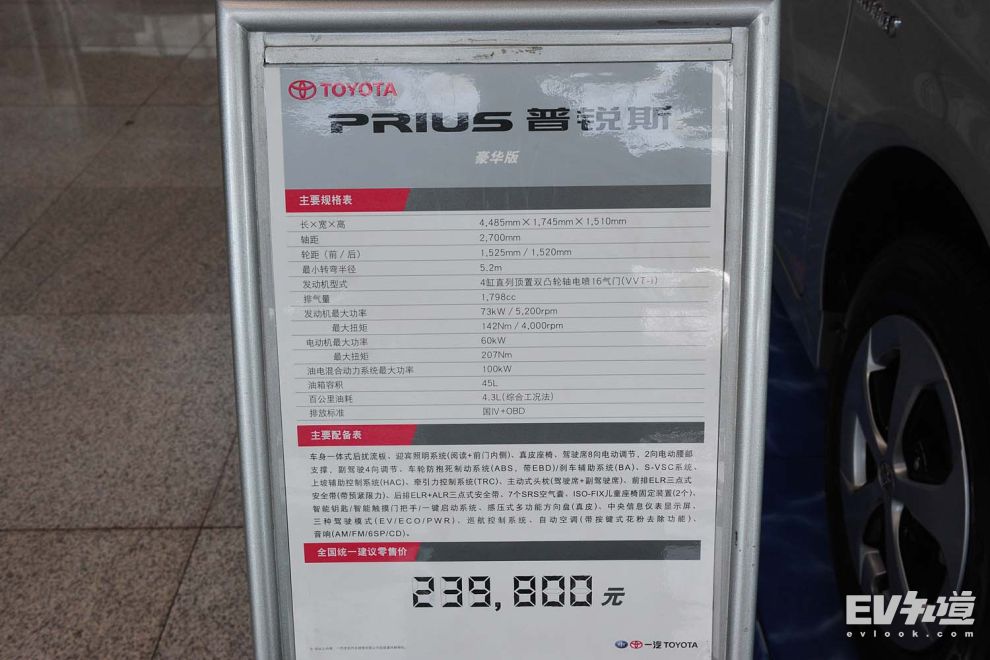 TOYOTA
PRIUS 普锐斯
豪华版
主要规格表
长×宽×高 4,485mm×1,745mm×1,510mm
轴距 2,700mm
轮距（前/后） 1,525mm / 1,520mm
最小转弯半径 5.2m
发动机型式 4缸直列顶置双凸轮轴电喷16气门(VVT-i)
排气量 1,798cc
发动机最大功率 73kW / 5,200rpm
最大扭矩 142Nm / 4,000rpm
电动机最大功率 60kW
最大扭矩 207Nm
油电混合动力系统最大功率 100kW
油箱容积 45L
百公里油耗 4.3L(综合工况法)
排放标准 国IV+OBD
主要配备表
车身一体式后扰流板、迎宾照明系统(阅读+前门内侧)、真皮座椅、驾驶席8向电动调节、2向电动腰部
支撑，副驾驶4向调节、车轮防抱死制动系统(ABS，带EBD)/刹车辅助系统(BA)、S-VSC系统、
上坡辅助控制系统(HAC)、牵引力控制系统(TRC)、主动式头枕(驾驶席+副驾驶席)、前排ELR三点式
安全带(带预紧限力)、后排ELR+ALR三点式安全带、7个SRS空气囊、ISO-FIX儿童座椅固定装置(2个)、
智能钥匙/智能触摸门把手/一键启动系统、感压式多功能方向盘(真皮)、中央信息仪表显示屏、
三种驾驶模式(EV/ECO/PWR)、巡航控制系统、自动空调(带按键式花粉去除功能)、
音响(AM/FM/6SP/CD)。
全国统一建议零售价
239,800元
一汽TOYOTA
EV知道
evlook.com